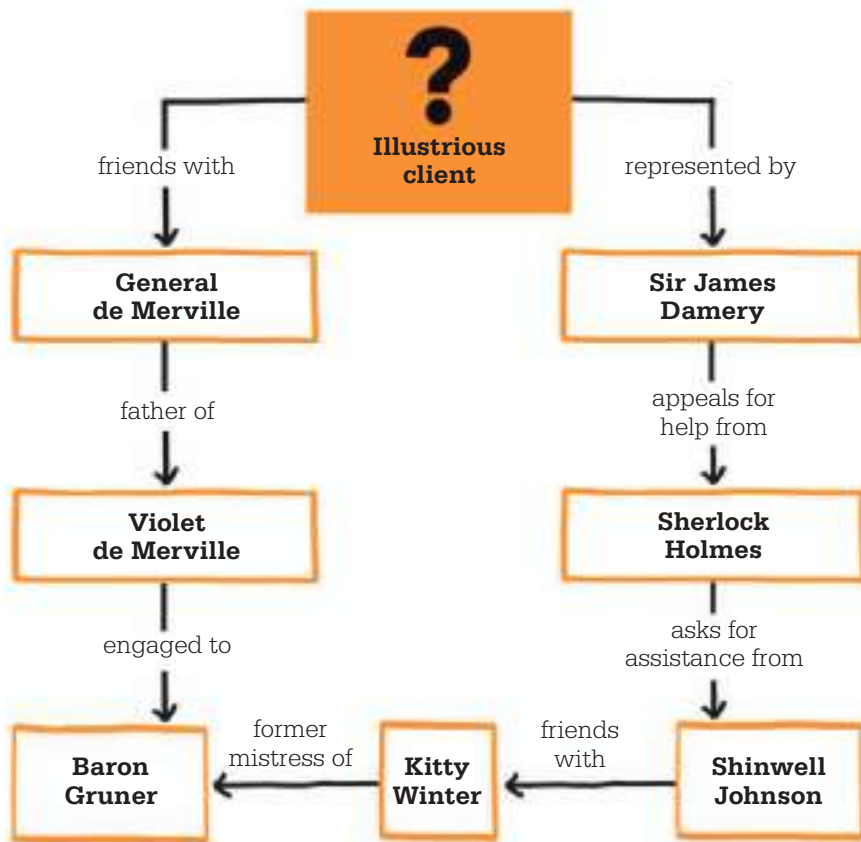 ?
Illustrious
client
friends with
represented by
General
de Merville
Sir James
Damery
father of
appeals for
help from
Violet
de Merville
Sherlock
Holmes
engaged to
asks for
assistance from
Baron
Gruner
former
mistress of
Kitty
Winter
friends
with
Shinwell
Johnson